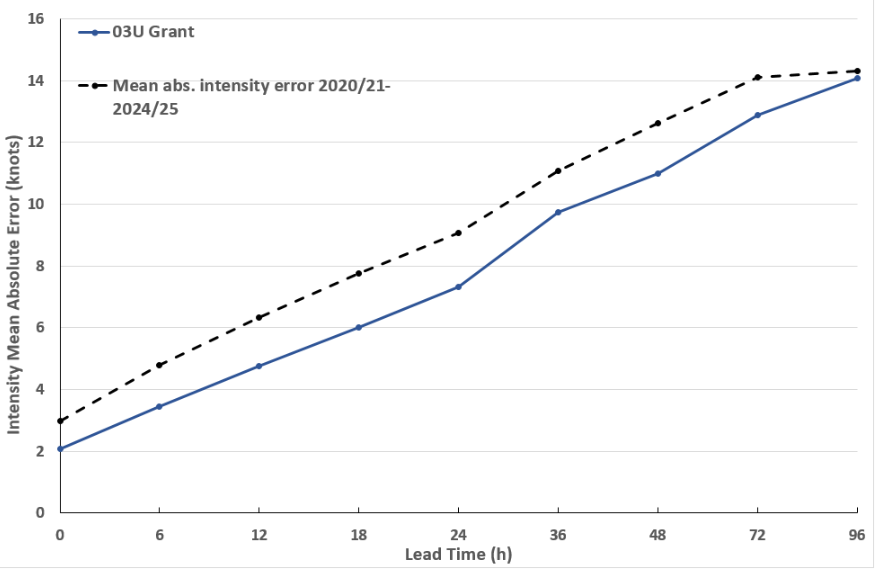 16
03U Grant
14
Mean abs. intensity error 2020/21-
2024/25
12
10
8
6
4
2
0
Intensity Mean Absolute Error (knots)
0 6 12 18 24 36 48 72 96
Lead Time (h)